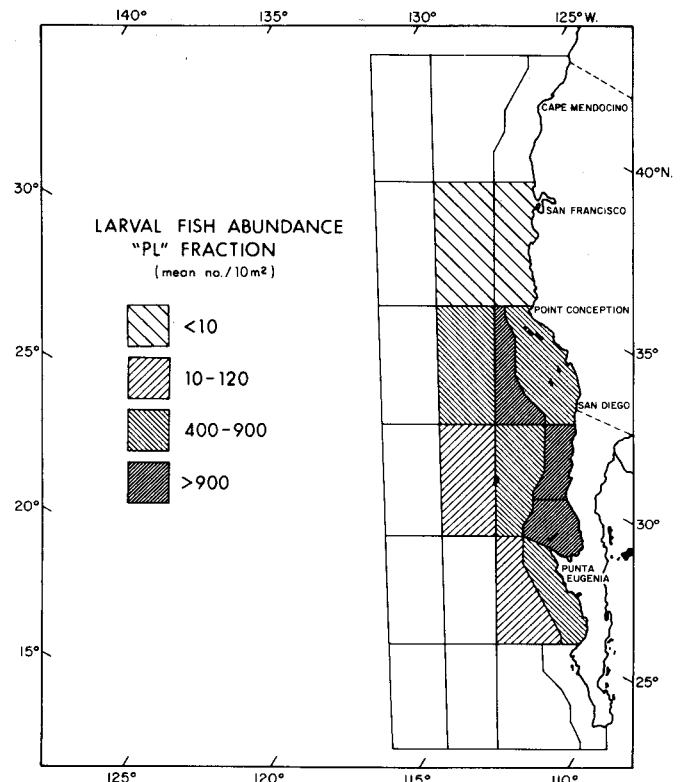 140° 135° 130° 125° W.
CAPE MENDOCINO
40° N.
30°
SAN FRANCISCO
LARVAL FISH ABUNDANCE
"PL" FRACTION
(mean no./10m²)
<10
10-120
400-900
>900
POINT CONCEPTION
25°
35°
SAN DIEGO
20°
30°
PUNTA
EUGENIA
15°
25°
125° 120° 115° 110°